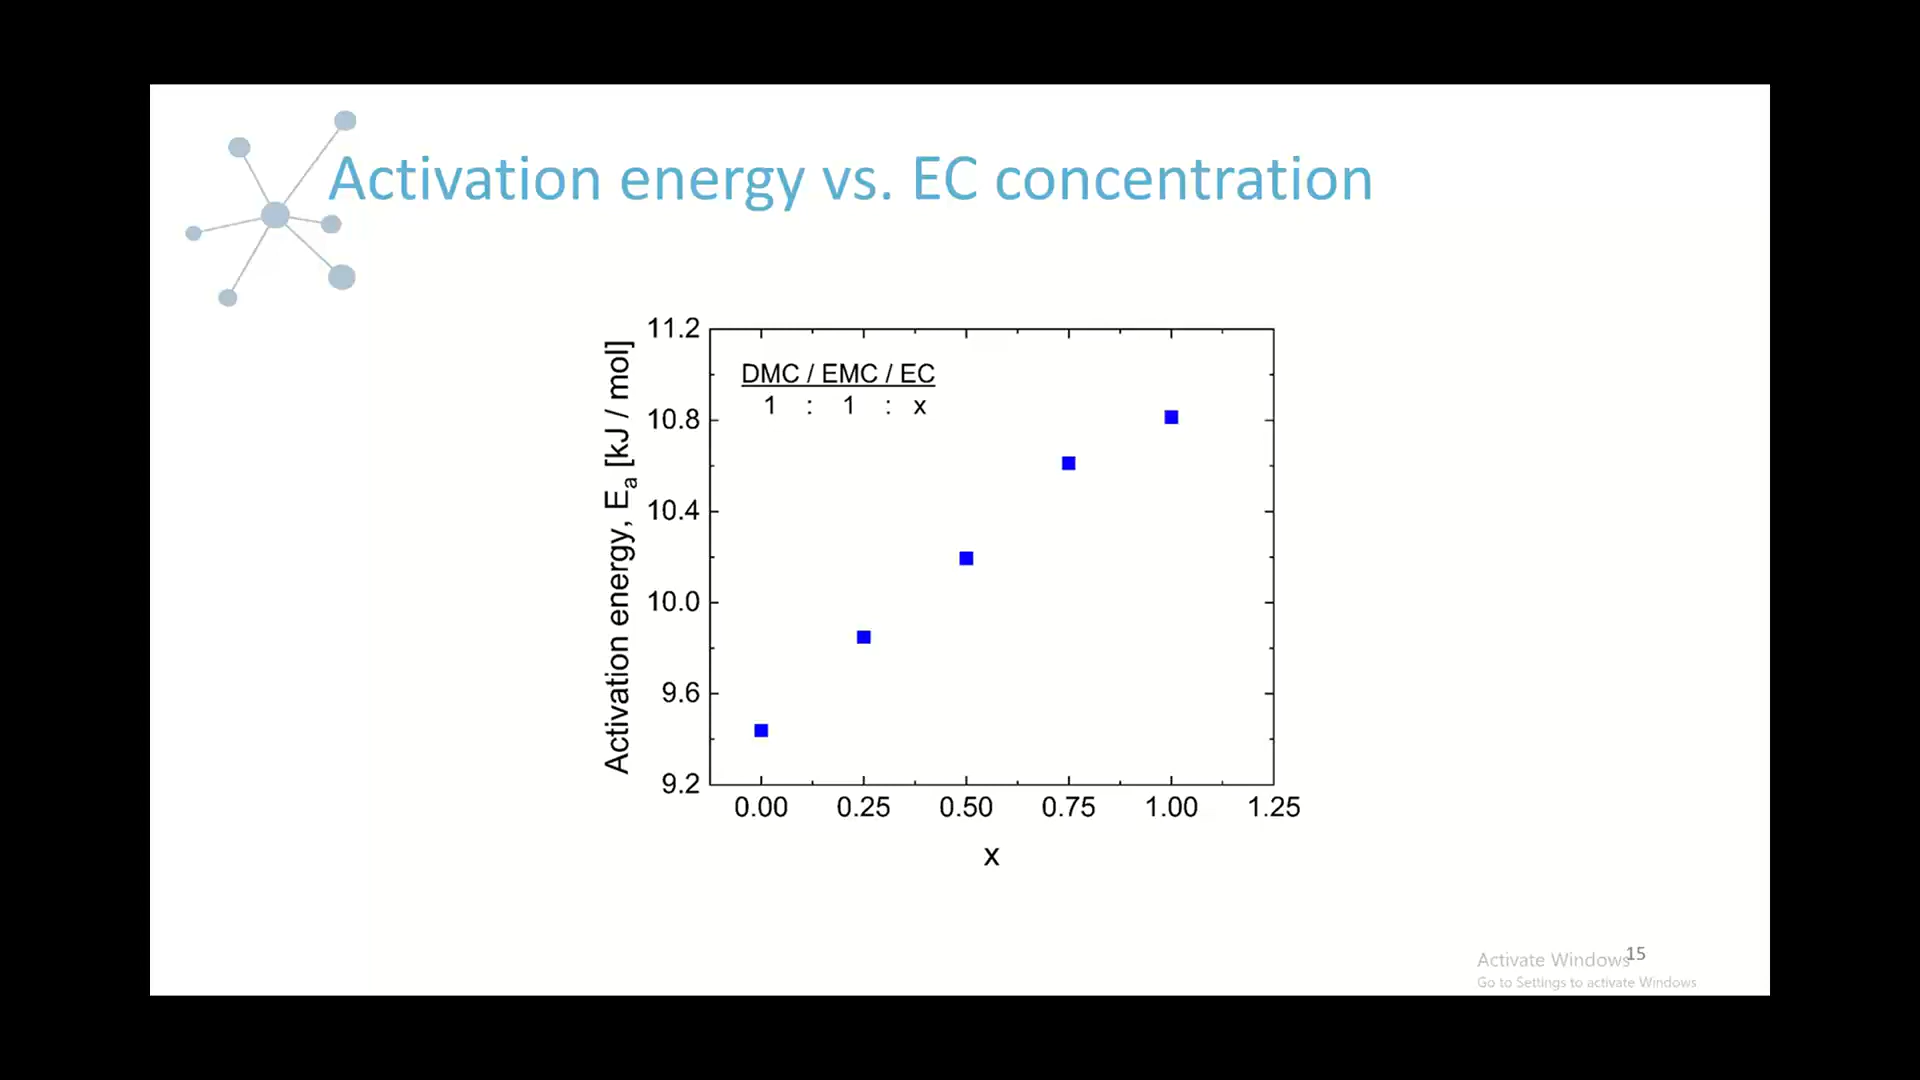 Activation energy vs. EC concentration
DMC / EMC / EC
1 : 1 : x
Activation energy, Ea [kJ / mol]
11.2
10.8
10.4
10.0
9.6
9.2
0.00 0.25 0.50 0.75 1.00 1.25
x
15
Activate Windows
Go to Settings to activate Windows